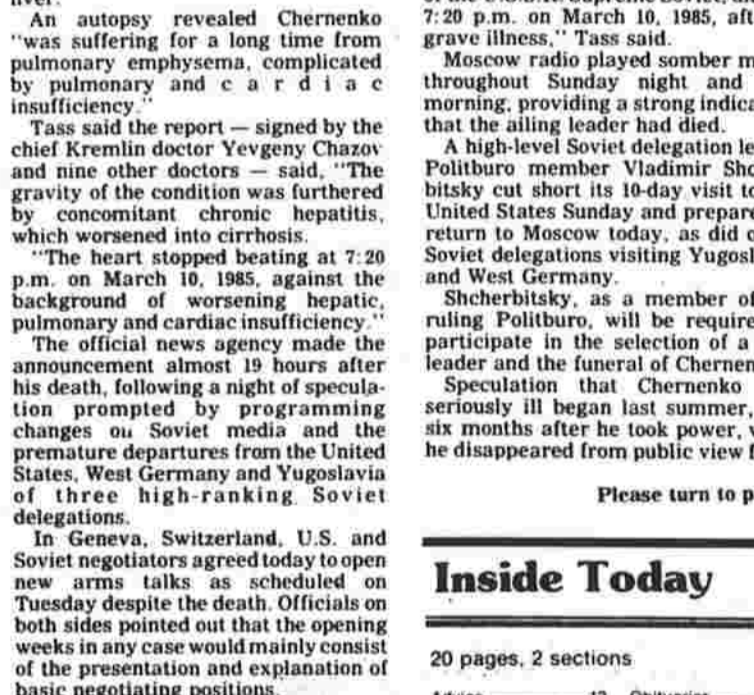 An autopsy revealed Chernenko
"was suffering for a long time from
pulmonary emphysema, complicated
by pulmonary and c a r d i a c
insufficiency."
Tass said the report — signed by the
chief Kremlin doctor Yevgeny Chazov
and nine other doctors — said, "The
gravity of the condition was furthered
by concomitant chronic hepatitis,
which worsened into cirrhosis.
"The heart stopped beating at 7:20
p.m. on March 10, 1985, against the
background of worsening hepatic,
pulmonary and cardiac insufficiency."
The official news agency made the
announcement almost 19 hours after
his death, following a night of specula-
tion prompted by programming
changes on Soviet media and the
premature departures from the United
States, West Germany and Yugoslavia
of three high-ranking Soviet
delegations.
In Geneva, Switzerland, U.S. and
Soviet negotiators agreed today to open
new arms talks as scheduled on
Tuesday despite the death. Officials on
both sides pointed out that the opening
weeks in any case would mainly consist
of the presentation and explanation of
basic negotiating positions.
7:20 p.m. on March 10, 1985, aft
grave illness," Tass said.
Moscow radio played somber m
throughout Sunday night and
morning, providing a strong indica
that the ailing leader had died.
A high-level Soviet delegation le
Politburo member Vladimir Shc
bitsky cut short its 10-day visit to
United States Sunday and prepare
return to Moscow today, as did o
Soviet delegations visiting Yugosl
and West Germany.
Shcherbitsky, as a member of
ruling Politburo, will be require
participate in the selection of a
leader and the funeral of Chernen
Speculation that Chernenko
seriously ill began last summer,
six months after he took power, w
he disappeared from public view f
Please turn to p
Inside Today
20 pages, 2 sections